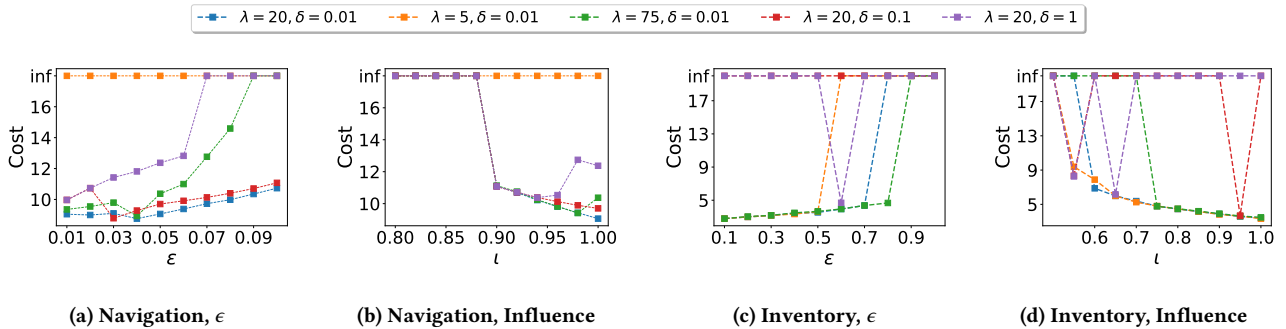 λ = 20, δ = 0.01 λ = 5, δ = 0.01 λ = 75, δ = 0.01 λ = 20, δ = 0.1 λ = 20, δ = 1
inf
16
14
12
10
Cost
0.01 0.03 0.05 0.07 0.09
ε
(a) Navigation, ϵ
inf
16
14
12
10
Cost
0.80 0.85 0.90 0.95 1.00
ι
(b) Navigation, Influence
inf
17
13
9
5
Cost
0.1 0.3 0.5 0.7 0.9
ε
(c) Inventory, ϵ
inf
17
13
9
5
Cost
0.6 0.7 0.8 0.9 1.0
ι
(d) Inventory, Influence